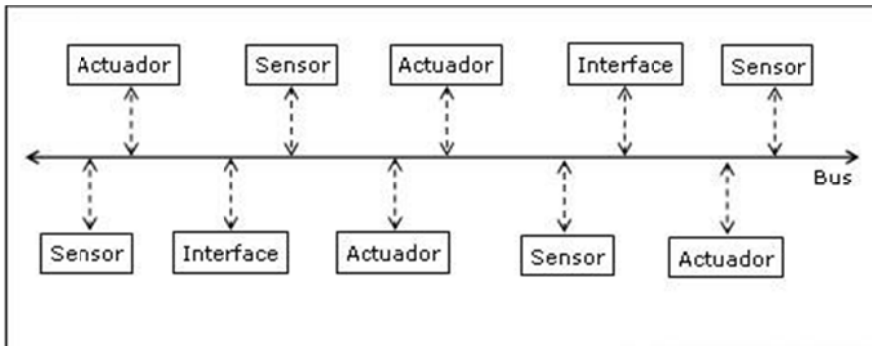 Actuador Sensor Actuador Interface Sensor
Bus
Sensor Interface Actuador Sensor Actuador